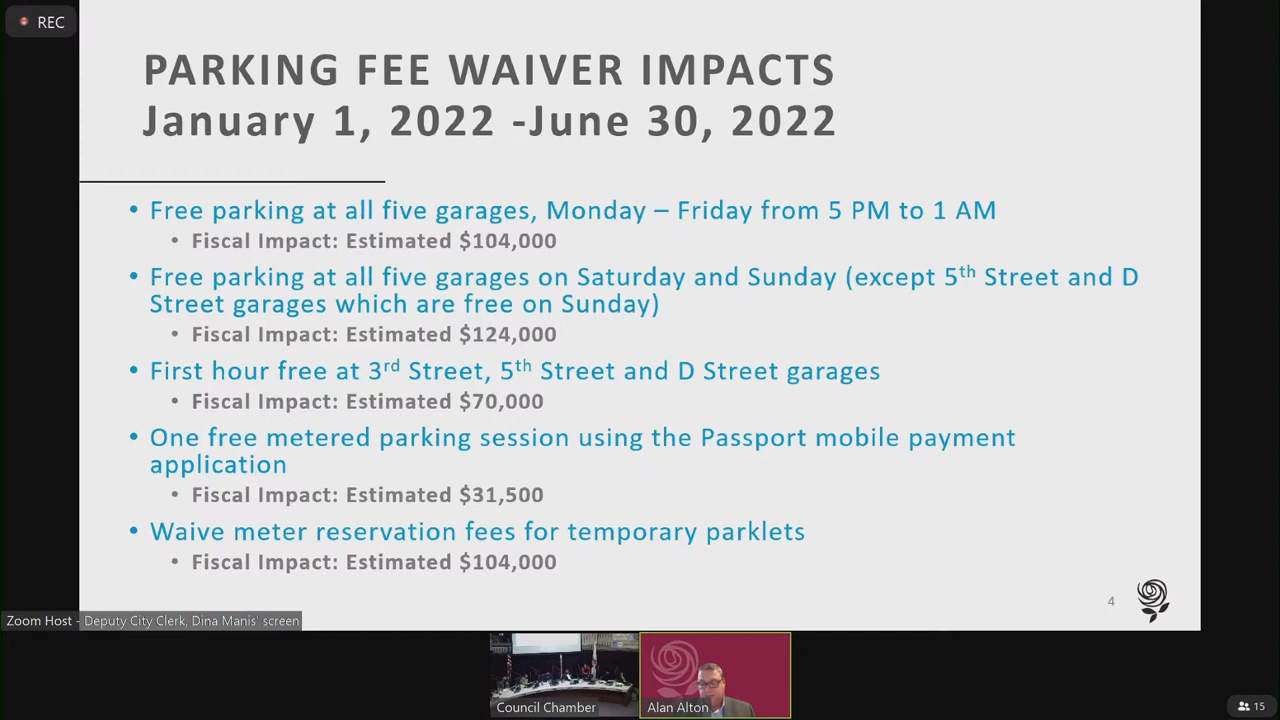 REC
PARKING FEE WAIVER IMPACTS
January 1, 2022 -June 30, 2022
• Free parking at all five garages, Monday – Friday from 5 PM to 1 AM
• Fiscal Impact: Estimated $104,000
• Free parking at all five garages on Saturday and Sunday (except 5th Street and D
Street garages which are free on Sunday)
• Fiscal Impact: Estimated $124,000
• First hour free at 3rd Street, 5th Street and D Street garages
• Fiscal Impact: Estimated $70,000
• One free metered parking session using the Passport mobile payment
application
• Fiscal Impact: Estimated $31,500
• Waive meter reservation fees for temporary parklets
• Fiscal Impact: Estimated $104,000
4
Zoom Host - Deputy City Clerk, Dina Manis' screen
Council Chamber
Alan Alton
15